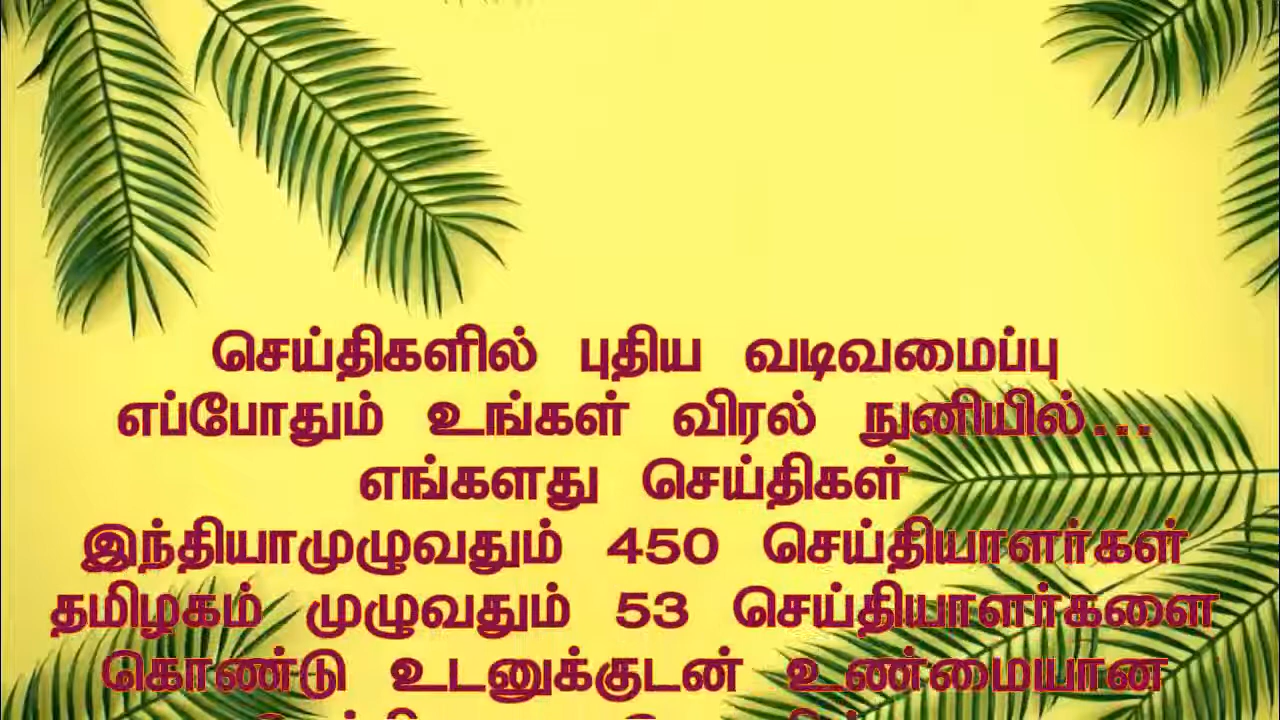 செய்திகளில் புதிய வடிவமைப்பு
எப்போதும் உங்கள் விரல் நுனியில்...
எங்களது செய்திகள்
இந்தியாமுழுவதும் 450 செய்தியாளர்கள்
தமிழகம் முழுவதும் 53 செய்தியாளர்களை
கொண்டு உடனுக்குடன் உண்மையான